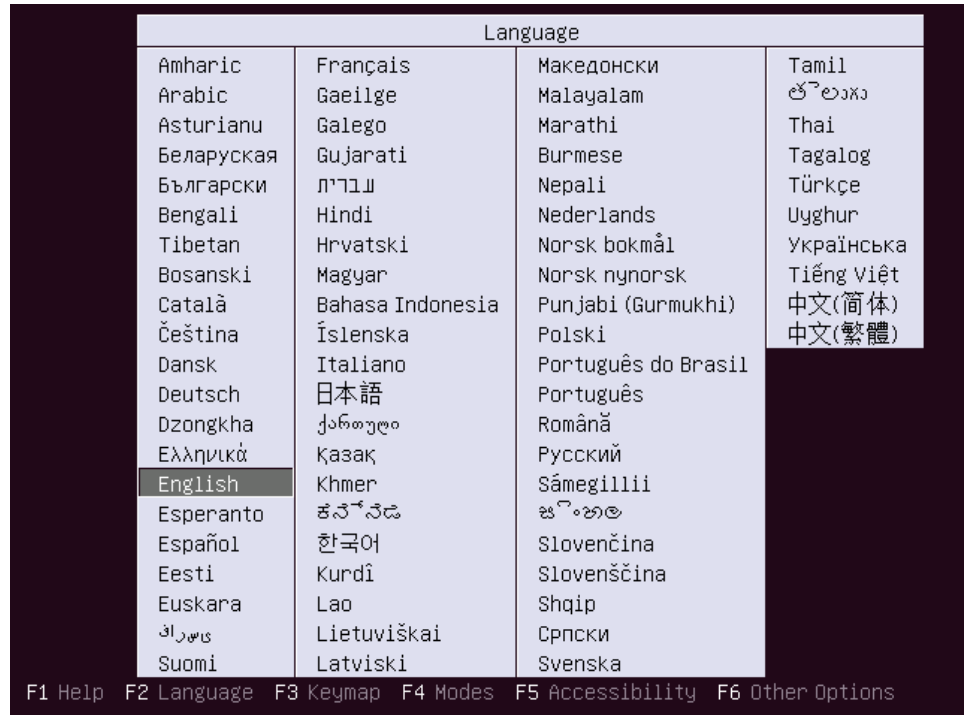 Language
Amharic
Arabic
Asturianu
Беларуская
Български
Bengali
Tibetan
Bosanski
Català
Čeština
Dansk
Deutsch
Dzongkha
Ελληνικά
English
Esperanto
Español
Eesti
Euskara
فارسی
Suomi
Français
Gaeilge
Galego
Gujarati
עברית
Hindi
Hrvatski
Magyar
Bahasa Indonesia
Íslenska
Italiano
日本語
ქართული
Қазақ
Khmer
ಕನ್ನಡ
한국어
Kurdî
Lao
Lietuviškai
Latviski
Македонски
Malayalam
Marathi
Burmese
Nepali
Nederlands
Norsk bokmål
Norsk nynorsk
Punjabi (Gurmukhi)
Polski
Português do Brasil
Português
Română
Русский
Sámegillii
සිංහල
Slovenčina
Slovenščina
Shqip
Српски
Svenska
Tamil
తెలుగు
Thai
Tagalog
Türkçe
Uyghur
Українська
Tiếng Việt
中文(简体)
中文(繁體)
F1 Help F2 Language F3 Keymap F4 Modes F5 Accessibility F6 Other Options